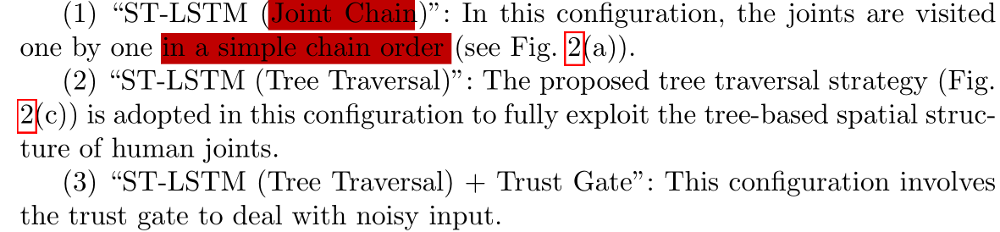 (1) “ST-LSTM (Joint Chain)”: In this configuration, the joints are visited
one by one in a simple chain order (see Fig. 2(a)).
(2) “ST-LSTM (Tree Traversal)”: The proposed tree traversal strategy (Fig.
2(c)) is adopted in this configuration to fully exploit the tree-based spatial struc-
ture of human joints.
(3) “ST-LSTM (Tree Traversal) + Trust Gate”: This configuration involves
the trust gate to deal with noisy input.